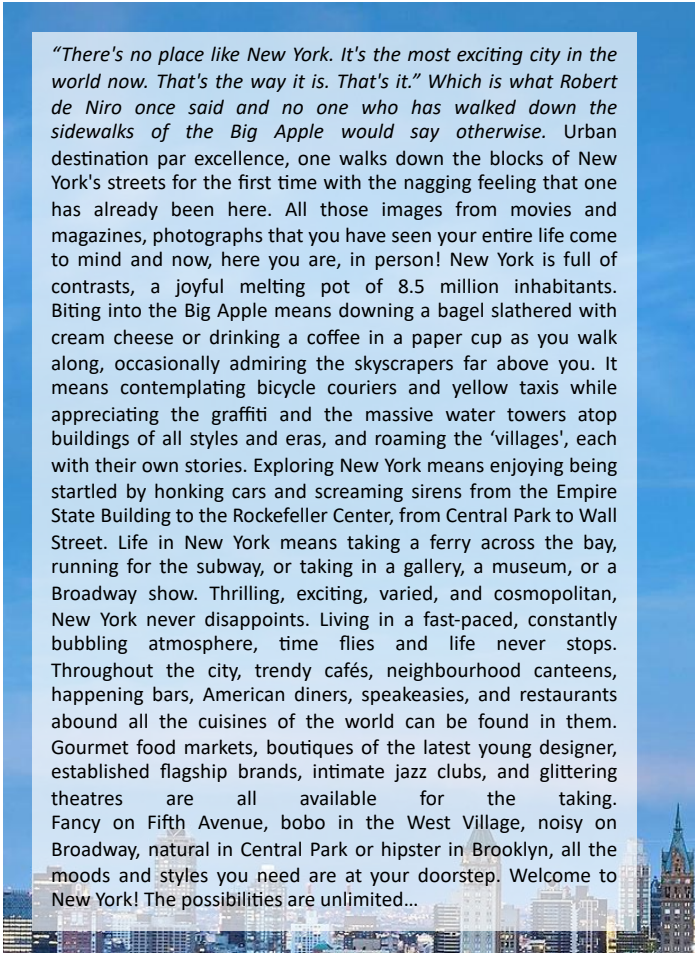 “There's no place like New York. It's the most exciting city in the
world now. That's the way it is. That's it.” Which is what Robert
de Niro once said and no one who has walked down the
sidewalks of the Big Apple would say otherwise. Urban
destination par excellence, one walks down the blocks of New
York's streets for the first time with the nagging feeling that one
has already been here. All those images from movies and
magazines, photographs that you have seen your entire life come
to mind and now, here you are, in person! New York is full of
contrasts, a joyful melting pot of 8.5 million inhabitants.
Biting into the Big Apple means downing a bagel slathered with
cream cheese or drinking a coffee in a paper cup as you walk
along, occasionally admiring the skyscrapers far above you. It
means contemplating bicycle couriers and yellow taxis while
appreciating the graffiti and the massive water towers atop
buildings of all styles and eras, and roaming the ‘villages', each
with their own stories. Exploring New York means enjoying being
startled by honking cars and screaming sirens from the Empire
State Building to the Rockefeller Center, from Central Park to Wall
Street. Life in New York means taking a ferry across the bay,
running for the subway, or taking in a gallery, a museum, or a
Broadway show. Thrilling, exciting, varied, and cosmopolitan,
New York never disappoints. Living in a fast-paced, constantly
bubbling atmosphere, time flies and life never stops.
Throughout the city, trendy cafés, neighbourhood canteens,
happening bars, American diners, speakeasies, and restaurants
abound all the cuisines of the world can be found in them.
Gourmet food markets, boutiques of the latest young designer,
established flagship brands, intimate jazz clubs, and glittering
theatres are all available for the taking.
Fancy on Fifth Avenue, bobo in the West Village, noisy on
Broadway, natural in Central Park or hipster in Brooklyn, all the
moods and styles you need are at your doorstep. Welcome to
New York! The possibilities are unlimited…